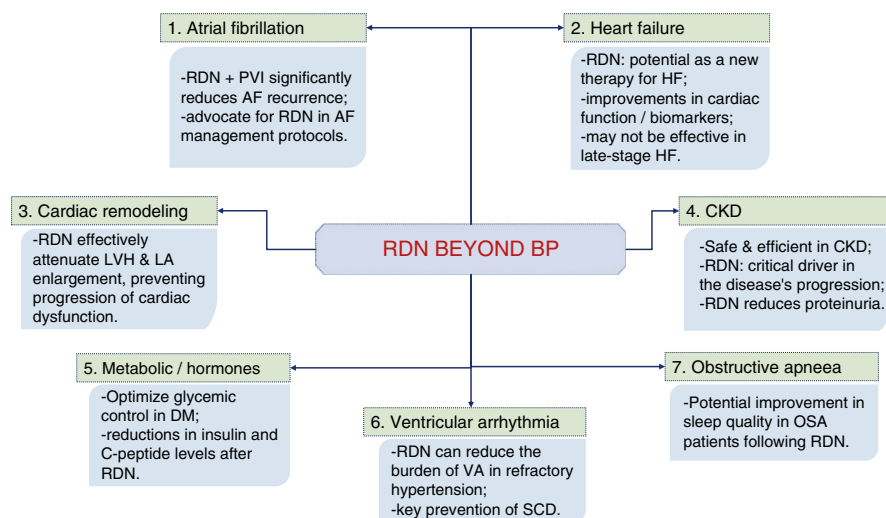 1. Atrial fibrillation
-RDN + PVI significantly
reduces AF recurrence;
-advocate for RDN in AF
management protocols.
2. Heart failure
-RDN: potential as a new
therapy for HF;
-improvements in cardiac
function / biomarkers;
-may not be effective in
late-stage HF.
3. Cardiac remodeling
-RDN effectively
attenuate LVH & LA
enlargement, preventing
progression of cardiac
dysfunction.
RDN BEYOND BP
4. CKD
-Safe & efficient in CKD;
-RDN: critical driver in
the disease's progression;
-RDN reduces proteinuria.
5. Metabolic / hormones
-Optimize glycemic
control in DM;
-reductions in insulin and
C-peptide levels after
RDN.
6. Ventricular arrhythmia
-RDN can reduce the
burden of VA in refractory
hypertension;
-key prevention of SCD.
7. Obstructive apneea
-Potential improvement in
sleep quality in OSA
patients following RDN.